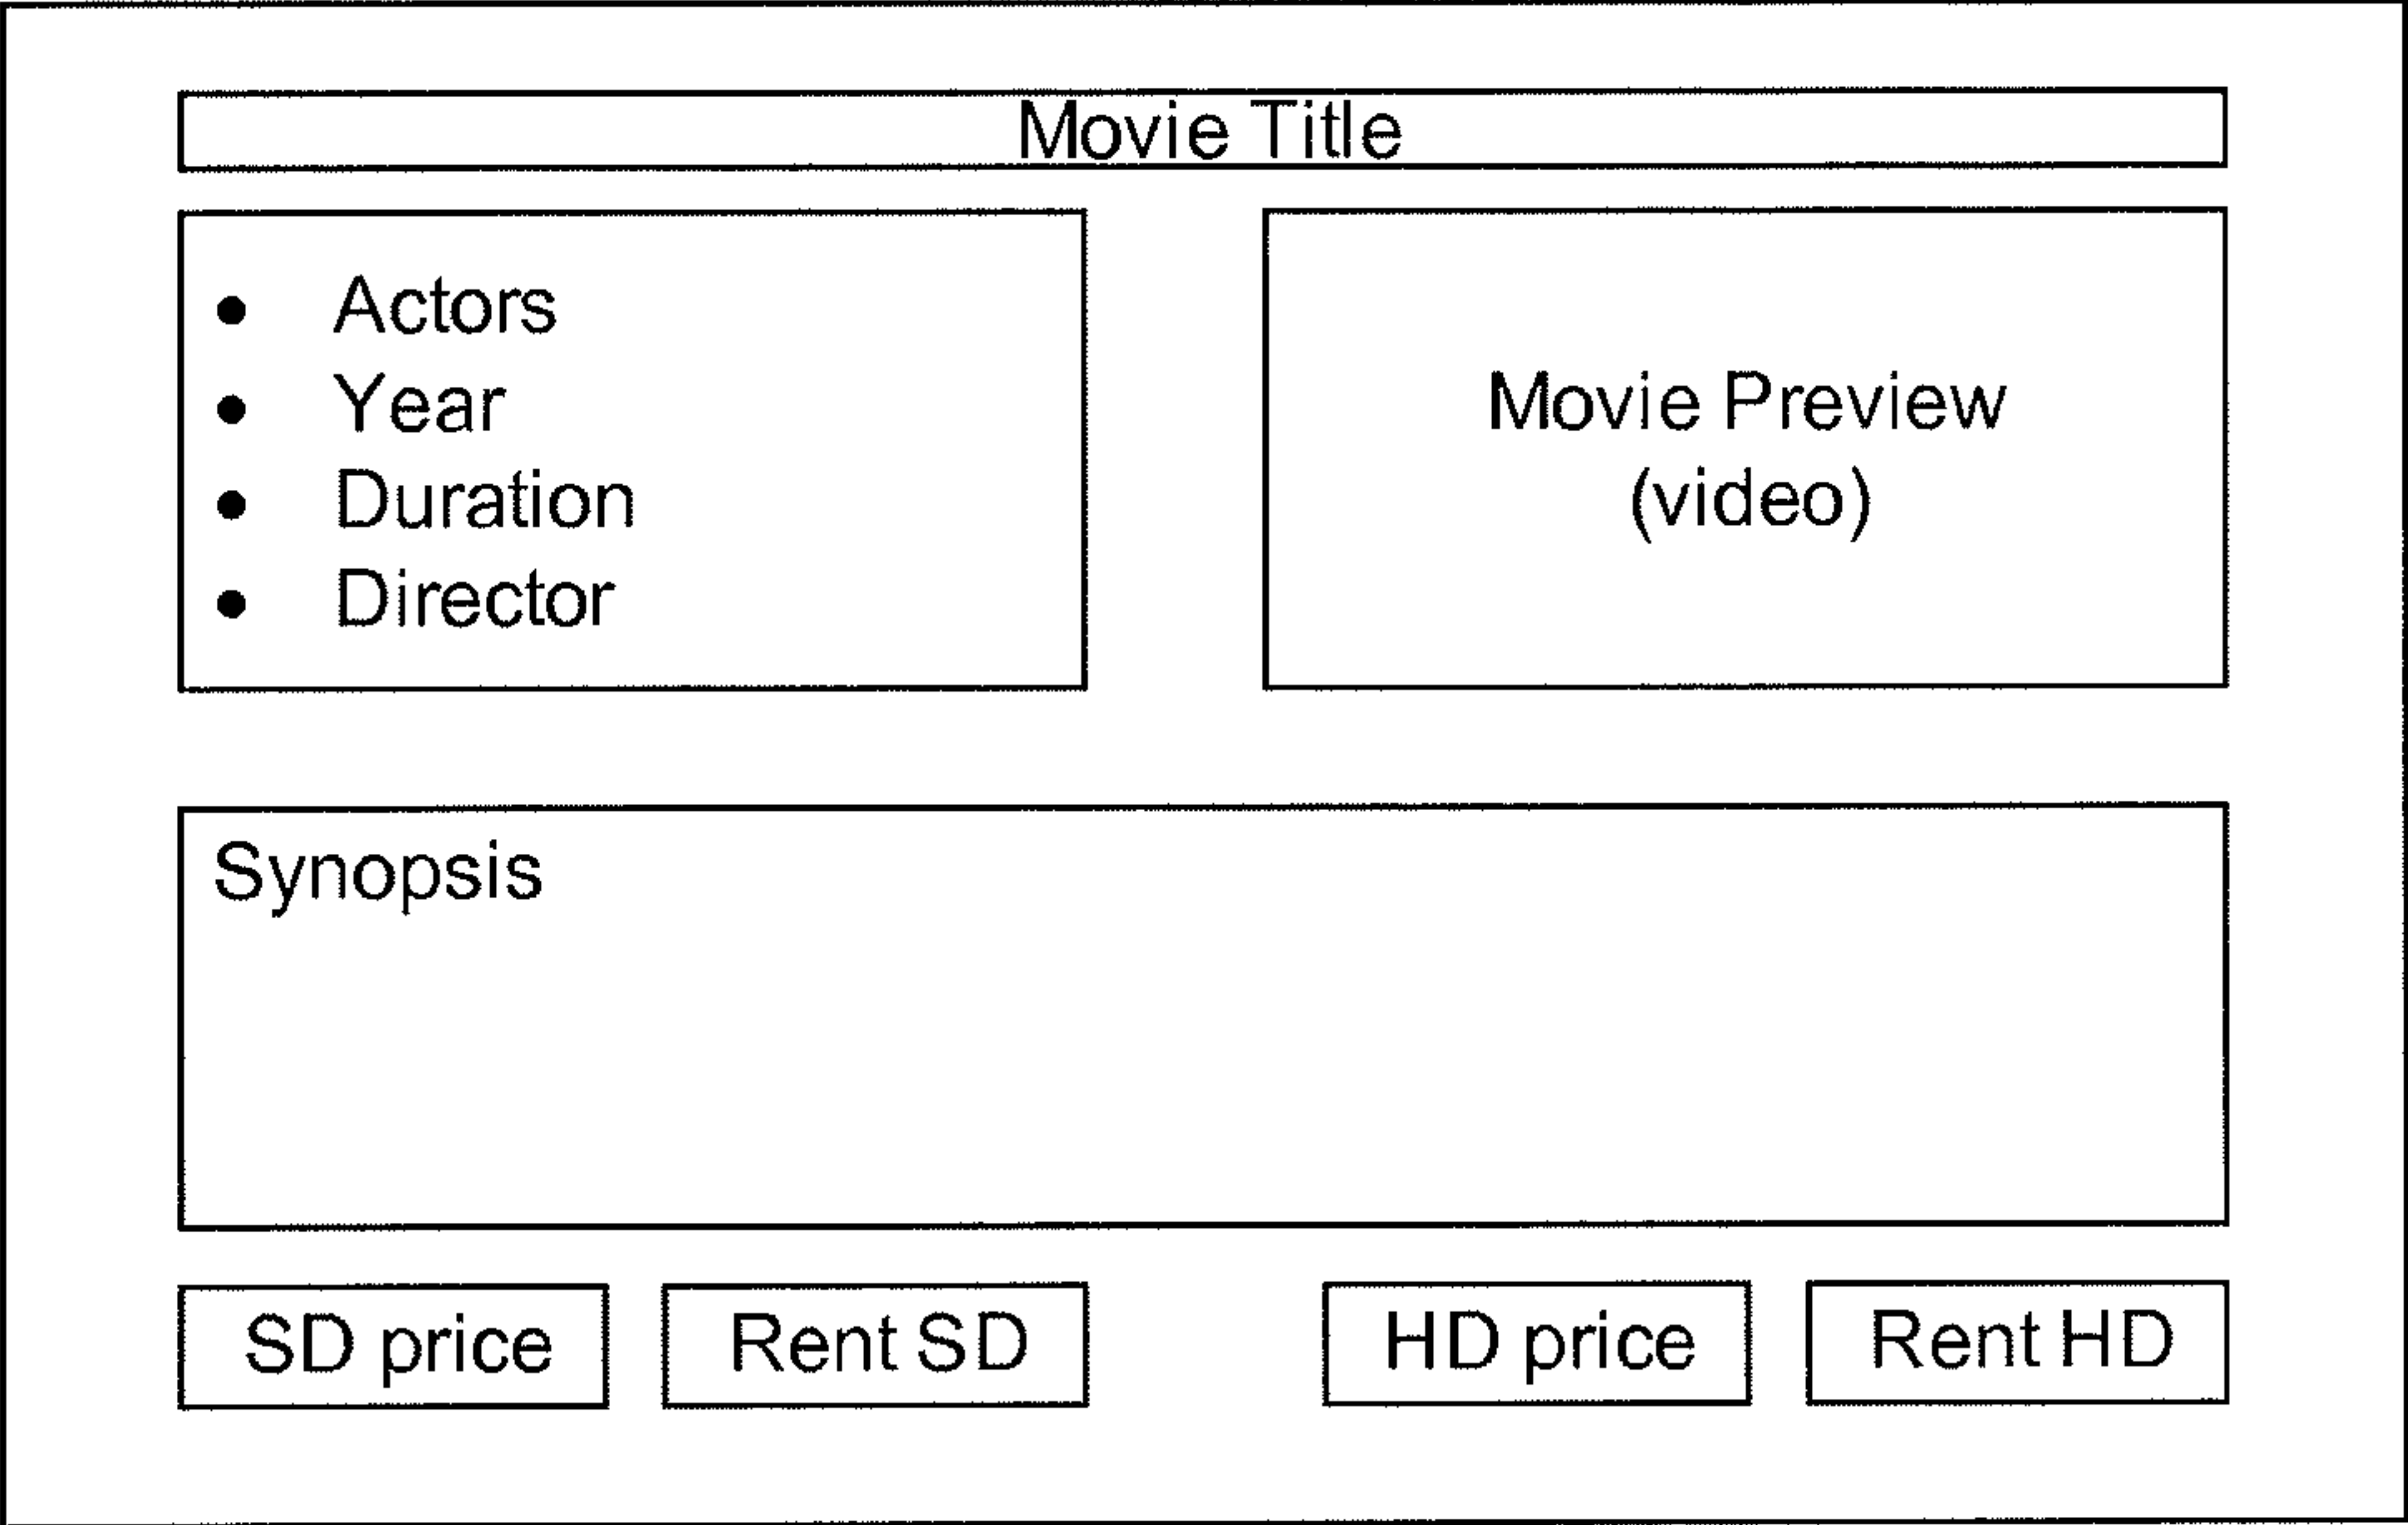 Movie Title
• Actors
• Year
• Duration
• Director
Movie Preview
(video)
Synopsis
SD price
Rent SD
HD price
Rent HD